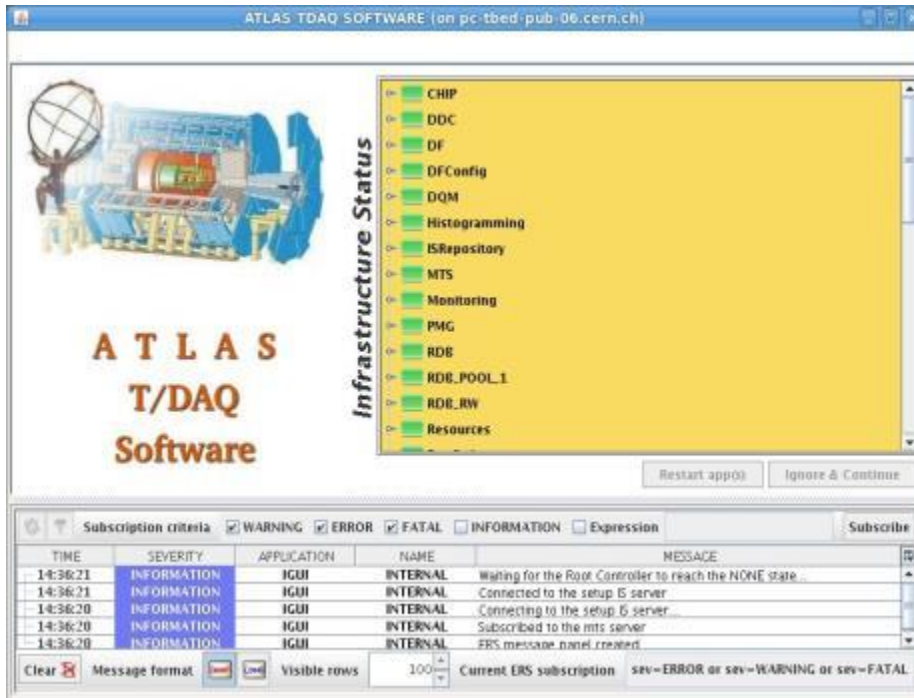 ATLAS TDAQ SOFTWARE (on pc-tbed-pub-06.cern.ch)
A T L A S
T/DAQ
Software
Infrastructure Status
CHIP
DDC
DF
DFConfig
DQM
Histogramming
ISRepository
MTS
Monitoring
PMG
RDB
RDB_POOL_1
RDB_RW
Resources
Restart app(s) Ignore & Continue
Subscription criteria WARNING ERROR FATAL INFORMATION Expression Subscribe
TIME SEVERITY APPLICATION NAME MESSAGE
14:36:21 INFORMATION IGUI INTERNAL Waiting for the Root Controller to reach the NONE state...
14:36:21 INFORMATION IGUI INTERNAL Connected to the setup IS server
14:36:20 INFORMATION IGUI INTERNAL Connecting to the setup IS server...
14:36:20 INFORMATION IGUI INTERNAL Subscribed to the mts server
14:36:20 INFORMATION IGUI INTERNAL ERS message panel created
Clear Message format Long Visible rows 100 Current ERS subscription sev=ERROR or sev=WARNING or sev=FATAL